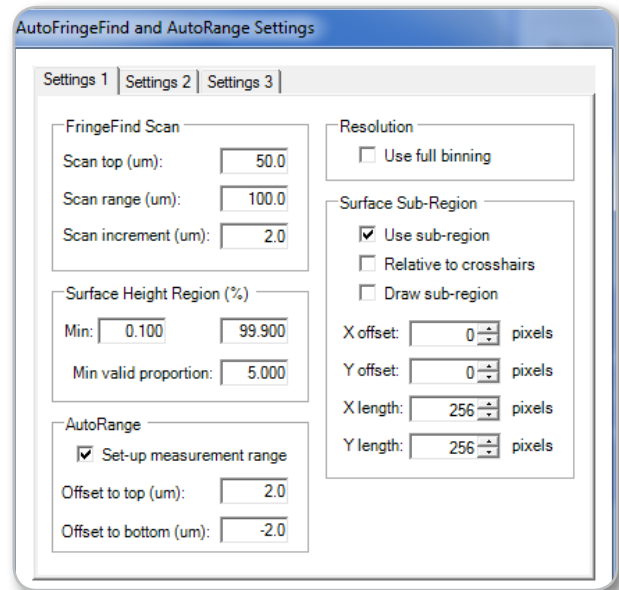 AutoFringeFind and AutoRange Settings
Settings 1 Settings 2 Settings 3
FringeFind Scan
Scan top (um): 50.0
Scan range (um): 100.0
Scan increment (um): 2.0
Surface Height Region (%)
Min: 0.100 99.900
Min valid proportion: 5.000
AutoRange
Set-up measurement range
Offset to top (um): 2.0
Offset to bottom (um): -2.0
Resolution
Use full binning
Surface Sub-Region
Use sub-region
Relative to crosshairs
Draw sub-region
X offset: 0 pixels
Y offset: 0 pixels
X length: 256 pixels
Y length: 256 pixels